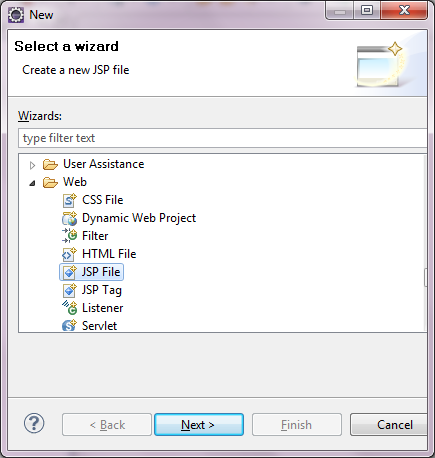 New
Select a wizard
Create a new JSP file
Wizards:
type filter text
User Assistance
Web
CSS File
Dynamic Web Project
Filter
HTML File
JSP File
JSP Tag
Listener
Servlet
? < Back Next > Finish Cancel